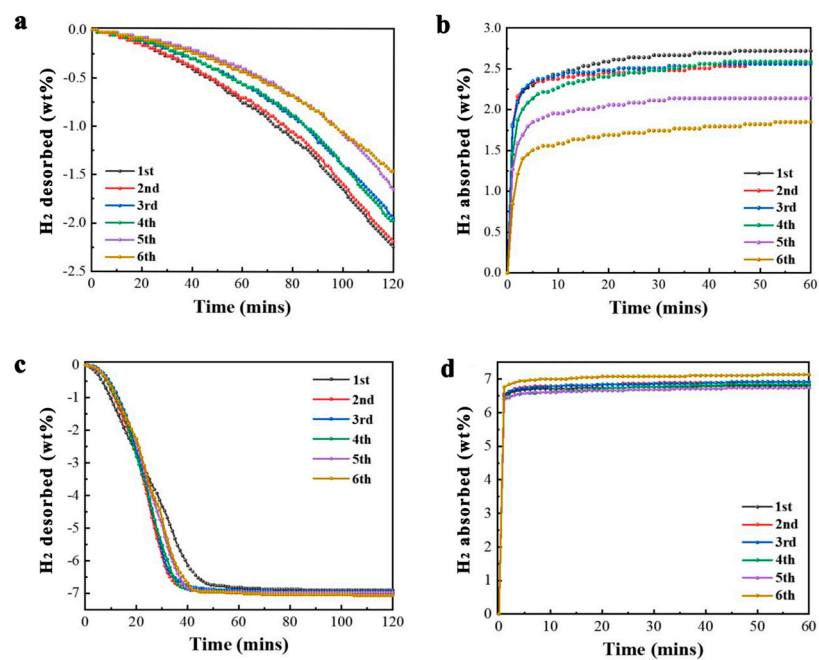 a
0.0
-0.5
-1.0
-1.5
-2.0
-2.5
H2 desorbed (wt%)
1st
2nd
3rd
4th
5th
6th
0 20 40 60 80 100 120
Time (mins)
b
3.0
2.5
2.0
1.5
1.0
0.5
0.0
H2 absorbed (wt%)
1st
2nd
3rd
4th
5th
6th
0 10 20 30 40 50 60
Time (mins)
c
0
-1
-2
-3
-4
-5
-6
-7
H2 desorbed (wt%)
1st
2nd
3rd
4th
5th
6th
0 20 40 60 80 100 120
Time (mins)
d
7
6
5
4
3
2
1
0
H2 absorbed (wt%)
1st
2nd
3rd
4th
5th
6th
0 10 20 30 40 50 60
Time (mins)